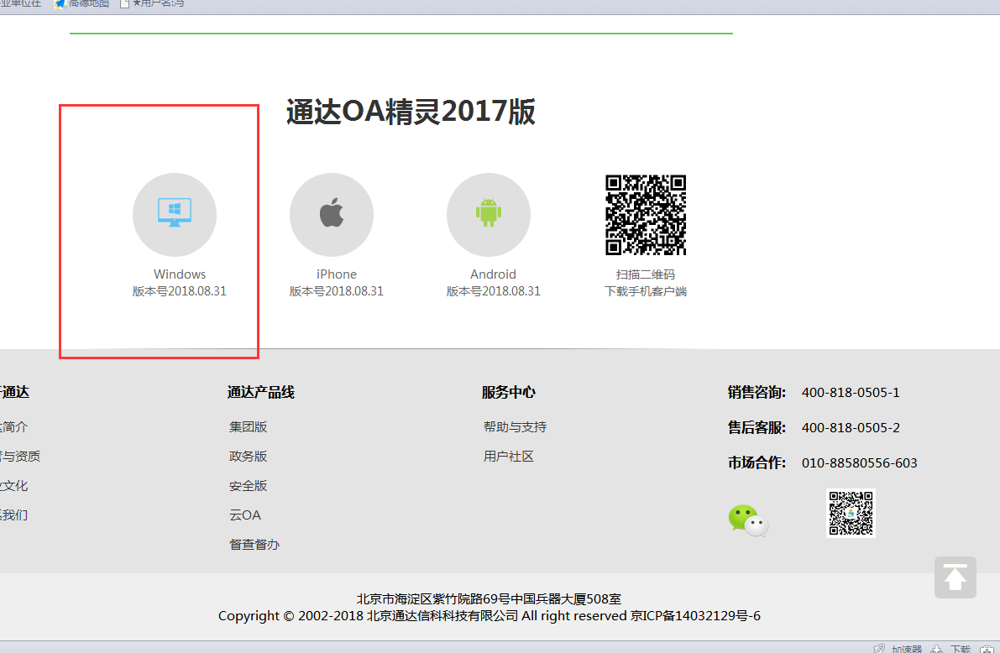 业单位在 高德地图 ★用户名:冯
通达OA精灵2017版
Windows
版本号2018.08.31
iPhone
版本号2018.08.31
Android
版本号2018.08.31
扫描二维码
下载手机客户端
通达
简介
与资质
文化
我们
通达产品线
集团版
政务版
安全版
云OA
督查督办
服务中心
帮助与支持
用户社区
销售咨询: 400-818-0505-1
售后客服: 400-818-0505-2
市场合作: 010-88580556-603
北京市海淀区紫竹院路69号中国兵器大厦508室
Copyright © 2002-2018 北京通达信科科技有限公司 All right reserved 京ICP备14032129号-6
加速器 下载